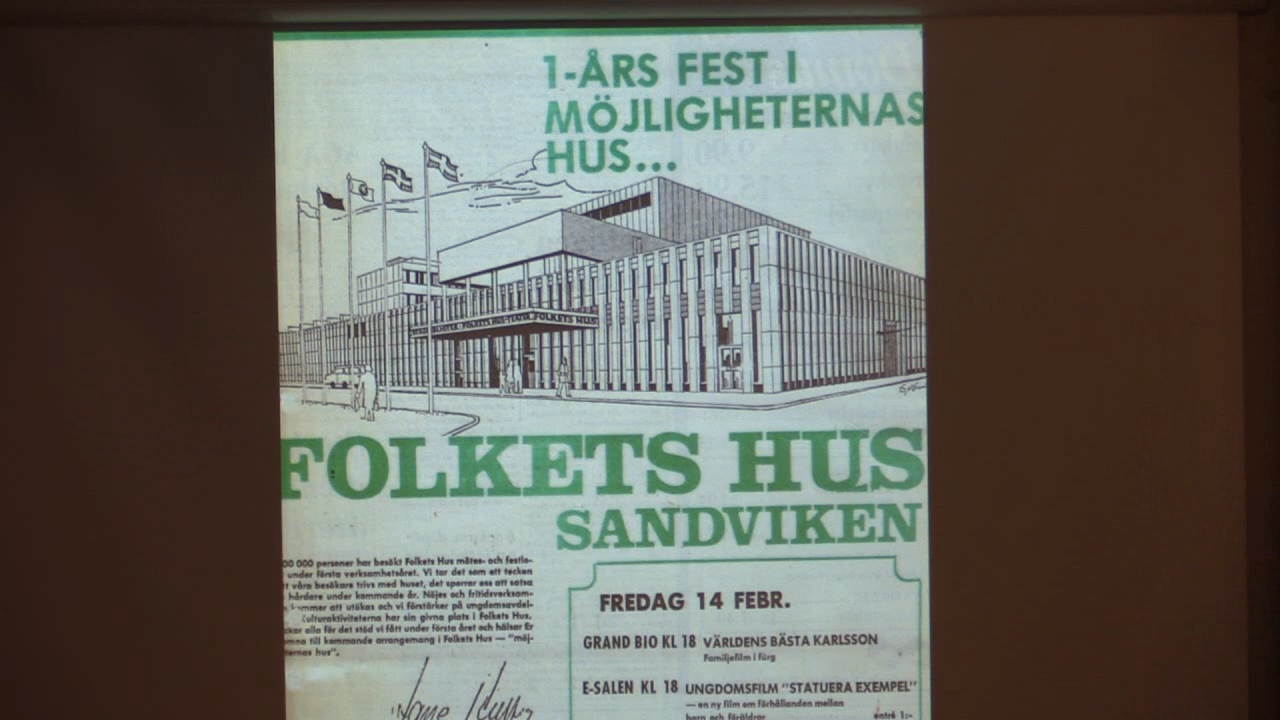 1-ÅRS FEST I
MÖJLIGHETERNAS
HUS...
FOLKETS HUS
FOLKETS HUS
SANDVIKEN
00 000 personer har besökt Folkets Hus mötes- och festlo-
under första verksamhetsåret. Vi tar det som ett tecken
våra besökare trivs med huset, det sporrar oss att satsa
hårdare under kommande år. Nöjes och fritidsverksam-
kommer att utökas och vi förstärker på ungdomsavdel-
Culturaktiviteterna har sin givna plats i Folkets Hus.
alla för det stöd vi fått under första året och hälsar Er
till kommande arrangemang i Folkets Hus — "möj-
ternas hus".
FREDAG 14 FEBR.
GRAND BIO KL 18 VÄRLDENS BÄSTA KARLSSON
Familjefilm i färg
E-SALEN KL 18 UNGDOMSFILM "STATUERA EXEMPEL"
— en ny film om förhållanden mellan
barn och föräldrar entré 1:-